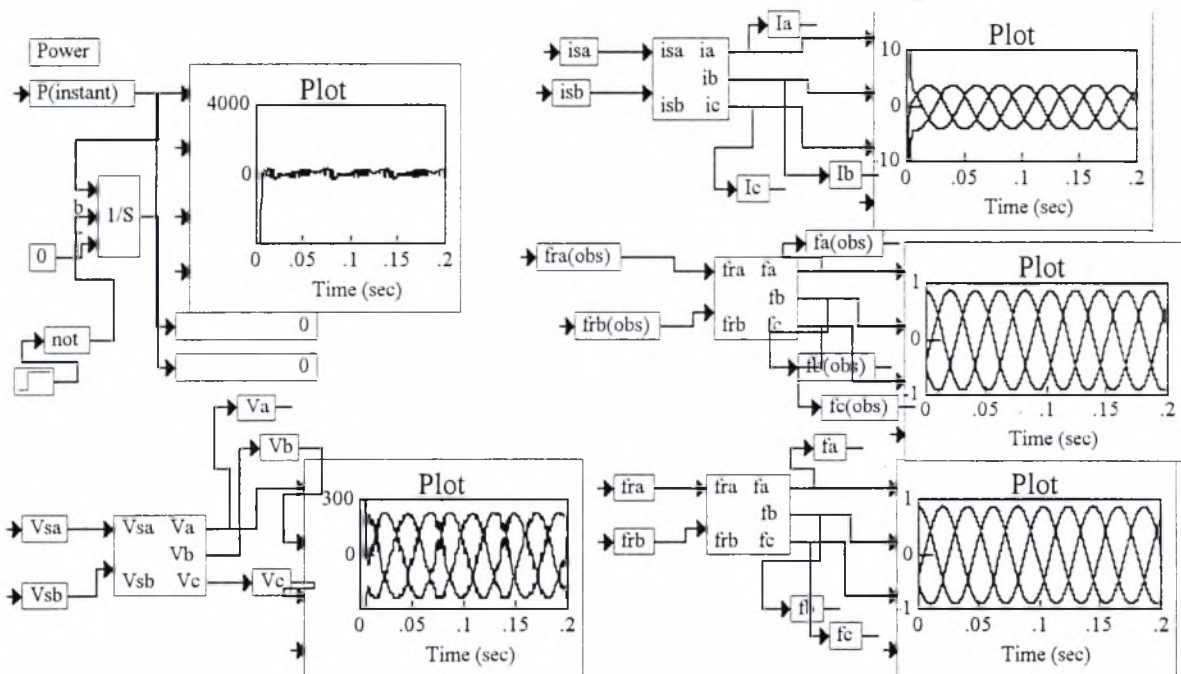 Power
P(instant)
Plot
4000
0
0 .05 .1 .15 .2
Time (sec)
b
-
1/S
0
not
0
0
isa
isb
isa ia
ib
isb ic
Ia
Ib
Ic
Plot
10
0
10
0 .05 .1 .15 .2
Time (sec)
fra(obs)
frb(obs)
fra fa
fb
frb fc
fa(obs)
fb(obs)
fc(obs)
Plot
1
0
-1
0 .05 .1 .15 .2
Time (sec)
Va
Vb
Vsa
Vsb
Vsa Va
Vb
Vsb Vc
Vc
Plot
300
0
0 .05 .1 .15 .2
Time (sec)
fra
frb
fra fa
fb
frb fc
fa
fb
fc
Plot
1
0
-1
0 .05 .1 .15 .2
Time (sec)